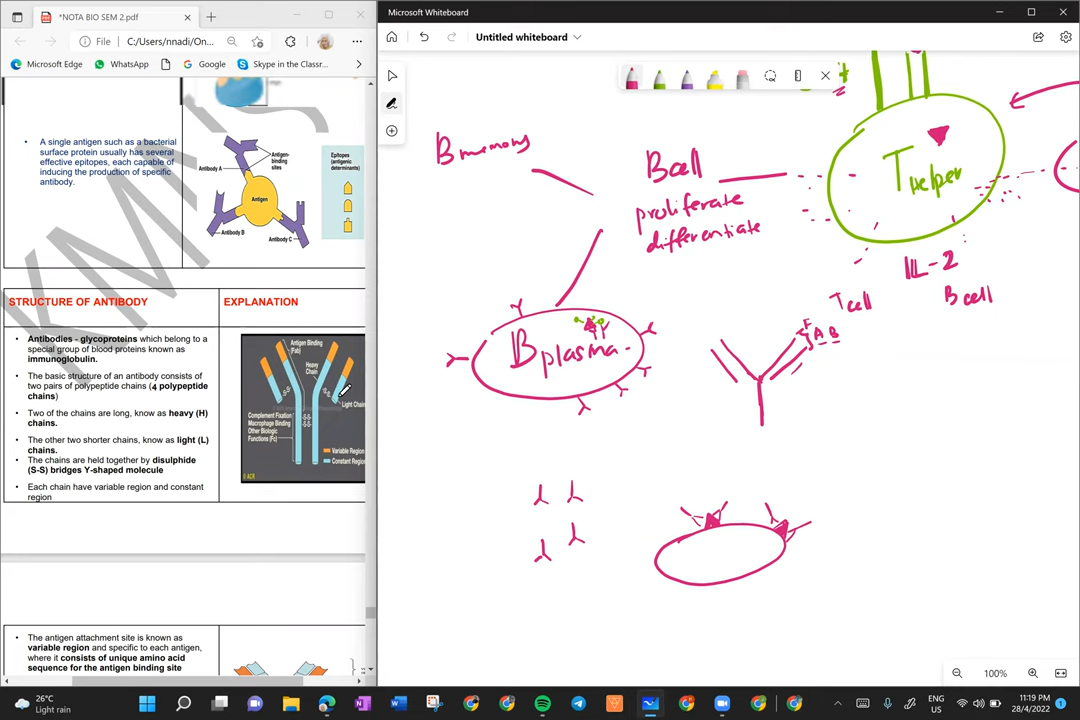 *NOTA BIO SEM 2.pdf
File
C:/Users/nnadi/On...
Microsoft Edge
WhatsApp
Google
Skype in the Classr...
A single antigen such as a bacterial
surface protein usually has several
effective epitopes, each capable of
inducing the production of specific
antibody.
Antibody A
Antigen-
binding
sites
Antigen
Antibody B
Antibody C
Epitopes
(antigenic
determinants)
KMNS
STRUCTURE OF ANTIBODY
EXPLANATION
Antibodies - glycoproteins which belong to a
special group of blood proteins known as
immunoglobulin.
The basic structure of an antibody consists of
two pairs of polypeptide chains (4 polypeptide
chains)
Two of the chains are long, know as heavy (H)
chains.
The other two shorter chains, known as light (L)
chains.
The chains are held together by disulphide
(S-S) bridges Y-shaped molecule
Each chain have variable region and constant
region
Antibody Binding
(Fab)
Heavy
Chain
Light Chain
Complement Fixation
Macrophage Binding
Other Biologic
Functions (Fc)
Variable Region
Constant Region
© ACR
The antigen attachment site is known as
variable region and specific to each antigen,
where it consists of unique amino acid
sequence for the antigen binding site
Microsoft Whiteboard
Untitled whiteboard
B memory
B cell
proliferate
differentiate
T Helper
IL-2
T cell
B cell
B plasma
F A B
100%
26°C
Light rain
ENG
US
11:19 PM
28/4/2022